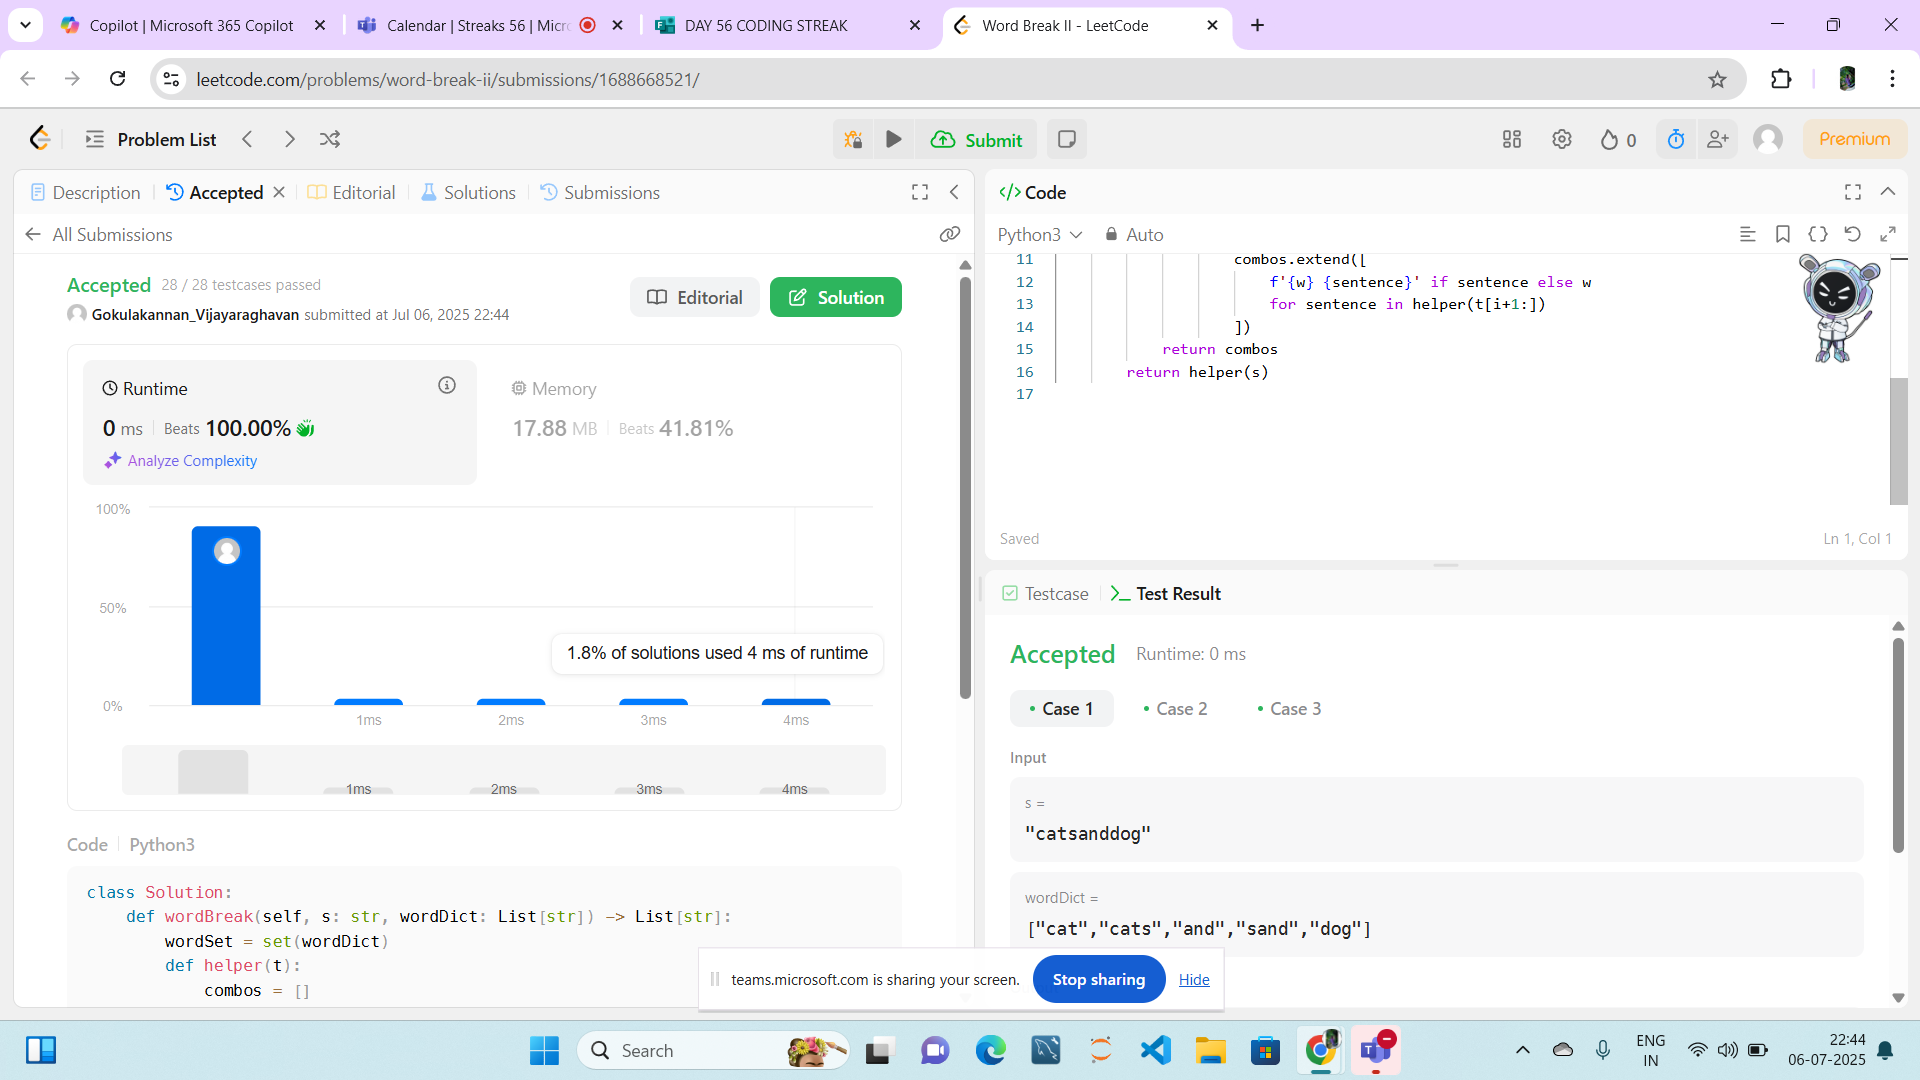 Copilot | Microsoft 365 Copilot
Calendar | Streaks 56 | Micro
DAY 56 CODING STREAK
Word Break II - LeetCode
leetcode.com/problems/word-break-ii/submissions/1688668521/
Problem List
Submit
0
Premium
Description
Accepted
Editorial
Solutions
Submissions
All Submissions
Accepted 28 / 28 testcases passed
Gokulakannan_Vijayaraghavan submitted at Jul 06, 2025 22:44
Editorial
Solution
Runtime
0 ms Beats 100.00%
Analyze Complexity
Memory
17.88 MB Beats 41.81%
100%
50%
0%
1.8% of solutions used 4 ms of runtime
1ms 2ms 3ms 4ms
1ms 2ms 3ms 4ms
Code Python3
class Solution:
def wordBreak(self, s: str, wordDict: List[str]) -> List[str]:
wordSet = set(wordDict)
def helper(t):
combos = []
</> Code
Python3
Auto
11 combos.extend([
12 f'{w} {sentence}' if sentence else w
13 for sentence in helper(t[i+1:])
14 ])
15 return combos
16 return helper(s)
17
Saved
Ln 1, Col 1
Testcase
Test Result
Accepted Runtime: 0 ms
Case 1
Case 2
Case 3
Input
s =
"catsanddog"
wordDict =
["cat","cats","and","sand","dog"]
teams.microsoft.com is sharing your screen.
Stop sharing
Hide
Search
ENG
IN
22:44
06-07-2025